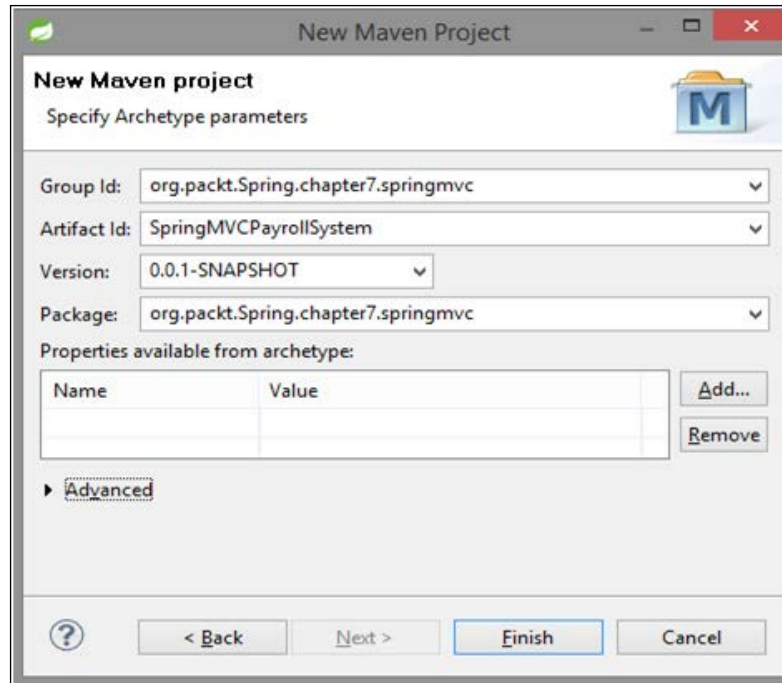 New Maven Project
New Maven project
Specify Archetype parameters
M
Group Id: org.packt.Spring.chapter7.springmvc
Artifact Id: SpringMVCPayrollSystem
Version: 0.0.1-SNAPSHOT
Package: org.packt.Spring.chapter7.springmvc
Properties available from archetype:
Name Value Add...
Remove
Advanced
? < Back Next > Finish Cancel